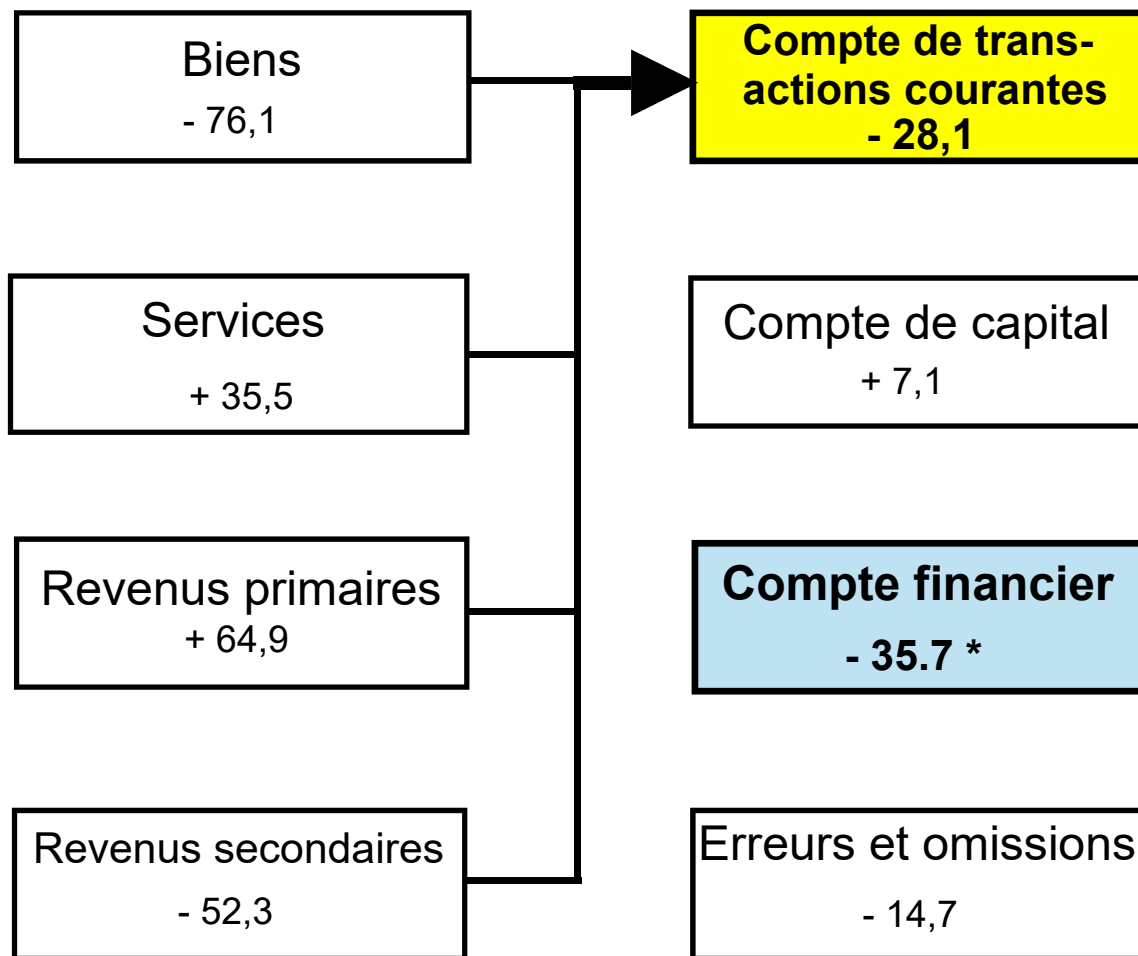 Biens
- 76,1
Compte de trans-
actions courantes
- 28,1
Services
+ 35,5
Compte de capital
+ 7,1
Revenus primaires
+ 64,9
Compte financier
- 35.7 *
Revenus secondaires
- 52,3
Erreurs et omissions
- 14,7